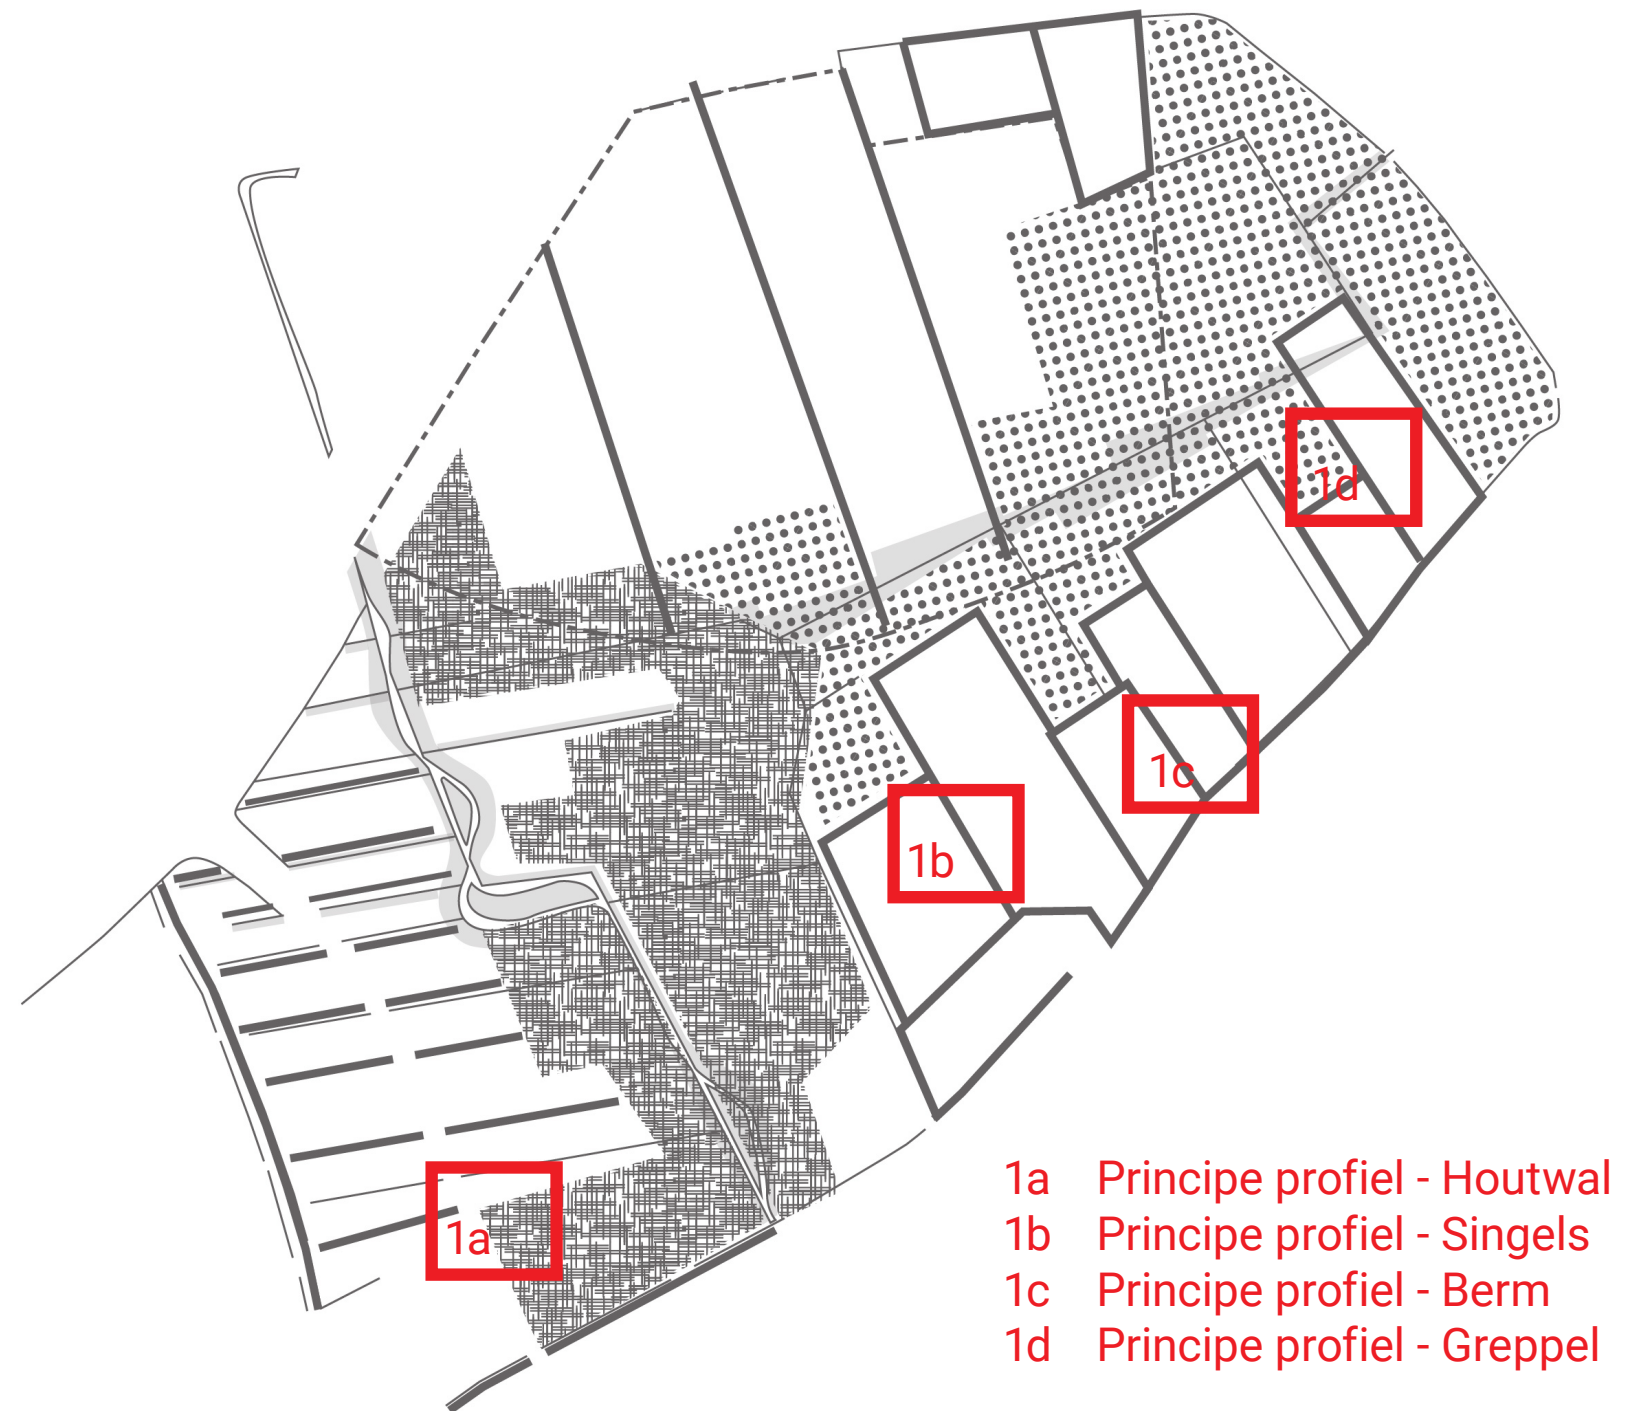 1d
1c
1b
1a
1a Principe profiel - Houtwal
1b Principe profiel - Singels
1c Principe profiel - Berm
1d Principe profiel - Greppel